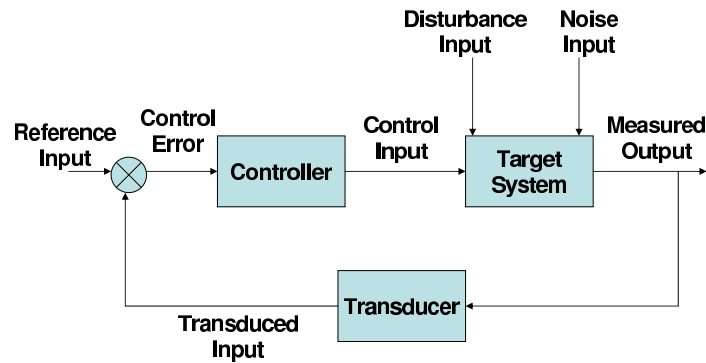 Disturbance
Input
Noise
Input
Reference
Input
Control
Error
Controller
Control
Input
Target
System
Measured
Output
Transducer
Transduced
Input